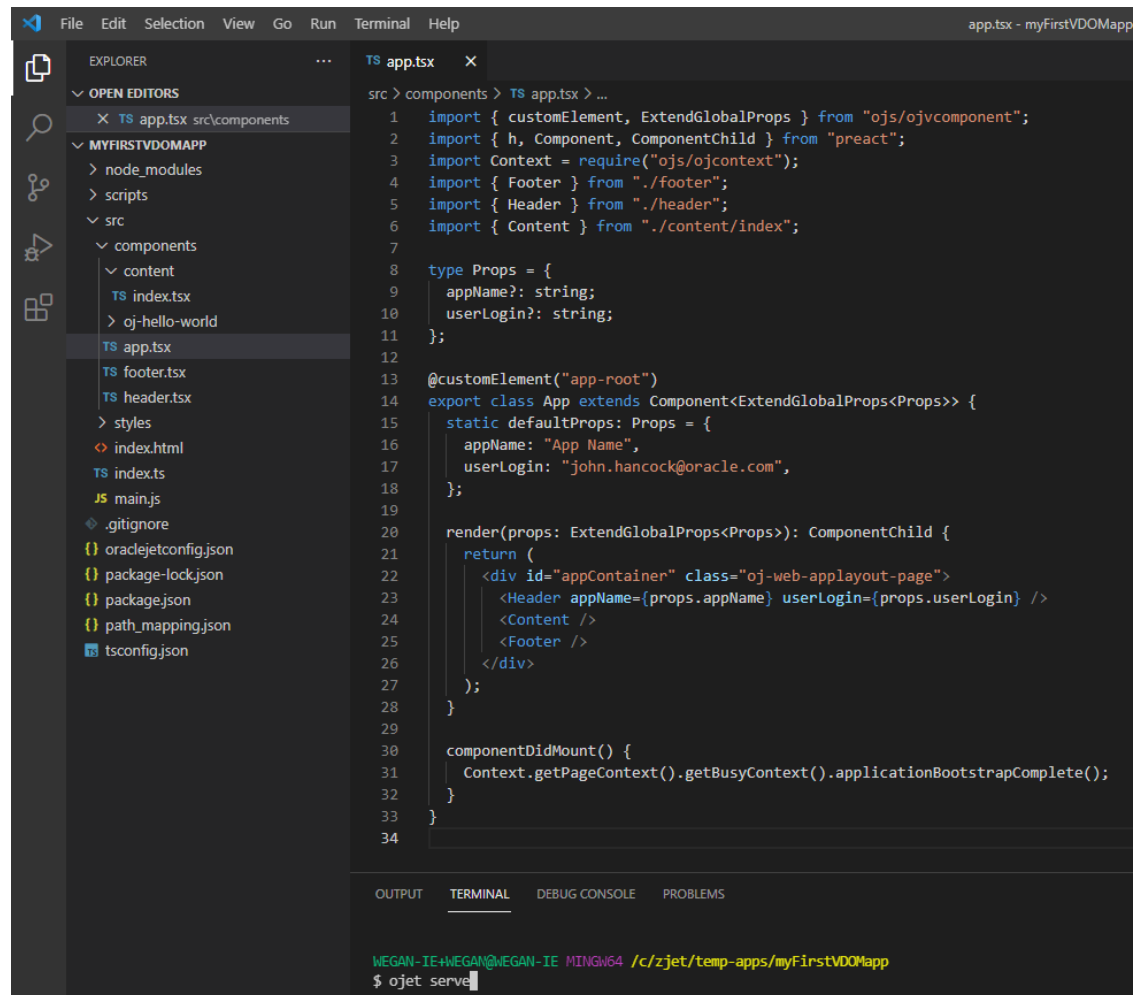 File Edit Selection View Go Run Terminal Help app.tsx - myFirstVDOMapp
EXPLORER ...
OPEN EDITORS
TS app.tsx src\components
MYFIRSTVDOMAPP
node_modules
scripts
src
components
content
TS index.tsx
oj-hello-world
TS app.tsx
TS footer.tsx
TS header.tsx
styles
<> index.html
TS index.ts
JS main.js
.gitignore
{} oraclejetconfig.json
{} package-lock.json
{} package.json
{} path_mapping.json
TS tsconfig.json
TS app.tsx ×
src > components > TS app.tsx > ...
1 import { customElement, ExtendGlobalProps } from "ojs/ojvcomponent";
2 import { h, Component, ComponentChild } from "preact";
3 import Context = require("ojs/ojcontext");
4 import { Footer } from "./footer";
5 import { Header } from "./header";
6 import { Content } from "./content/index";
7
8 type Props = {
9   appName?: string;
10   userLogin?: string;
11 };
12
13 @customElement("app-root")
14 export class App extends Component<ExtendGlobalProps<Props>> {
15   static defaultProps: Props = {
16     appName: "App Name",
17     userLogin: "john.hancock@oracle.com",
18   };
19
20   render(props: ExtendGlobalProps<Props>): ComponentChild {
21     return (
22       <div id="appContainer" class="oj-web-applayout-page">
23         <Header appName={props.appName} userLogin={props.userLogin} />
24         <Content />
25         <Footer />
26       </div>
27     );
28   }
29
30   componentDidMount() {
31     Context.getPageContext().getBusyContext().applicationBootstrapComplete();
32   }
33 }
34
OUTPUT TERMINAL DEBUG CONSOLE PROBLEMS
WEGAN-IE+WEGAN@WEGAN-IE MINGW64 /c/zjet/temp-apps/myFirstVDOMapp
$ ojet serve